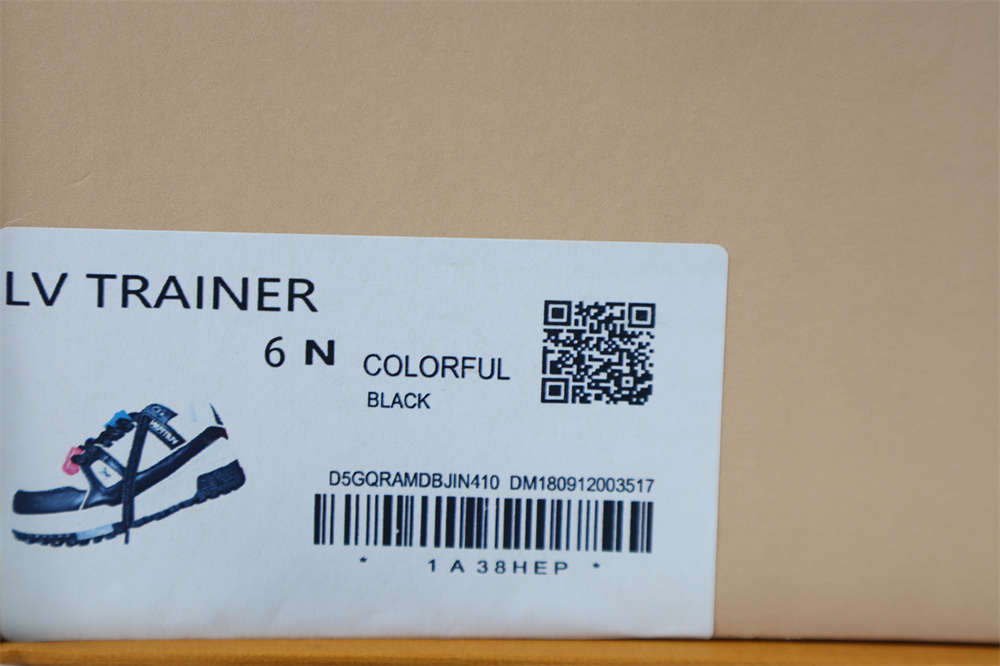 LV TRAINER
6 N COLORFUL
BLACK
D5GQRAMDBJIN410 DM180912003517
* 1A38HEP *